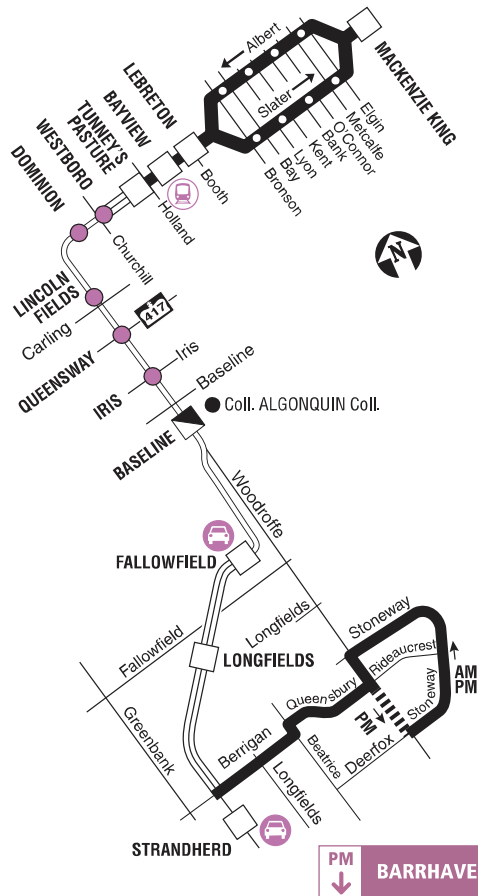 Albert
MACKENZIE KING
Slater
Elgin
Metcalfe
O'Connor
Bank
Kent
Lyon
Bay
Bronson
LEBRETON
Booth
BAYVIEW
TUNNEY'S
PASTURE
Holland
WESTBORO
Churchill
DOMINION
N
LINCOLN
FIELDS
Carling
417
QUEENSWAY
Iris
IRIS
Baseline
Coll. ALGONQUIN Coll.
BASELINE
Woodroffe
FALLOWFIELD
Fallowfield
Longfields
Stoneway
LONGFIELDS
Rideaucrest
AM
PM
Stoneway
Queensbury
PM
Greenbank
Berrigan
Beatrice
Deerfox
Longfields
STRANDHERD
PM
BARRHAVE